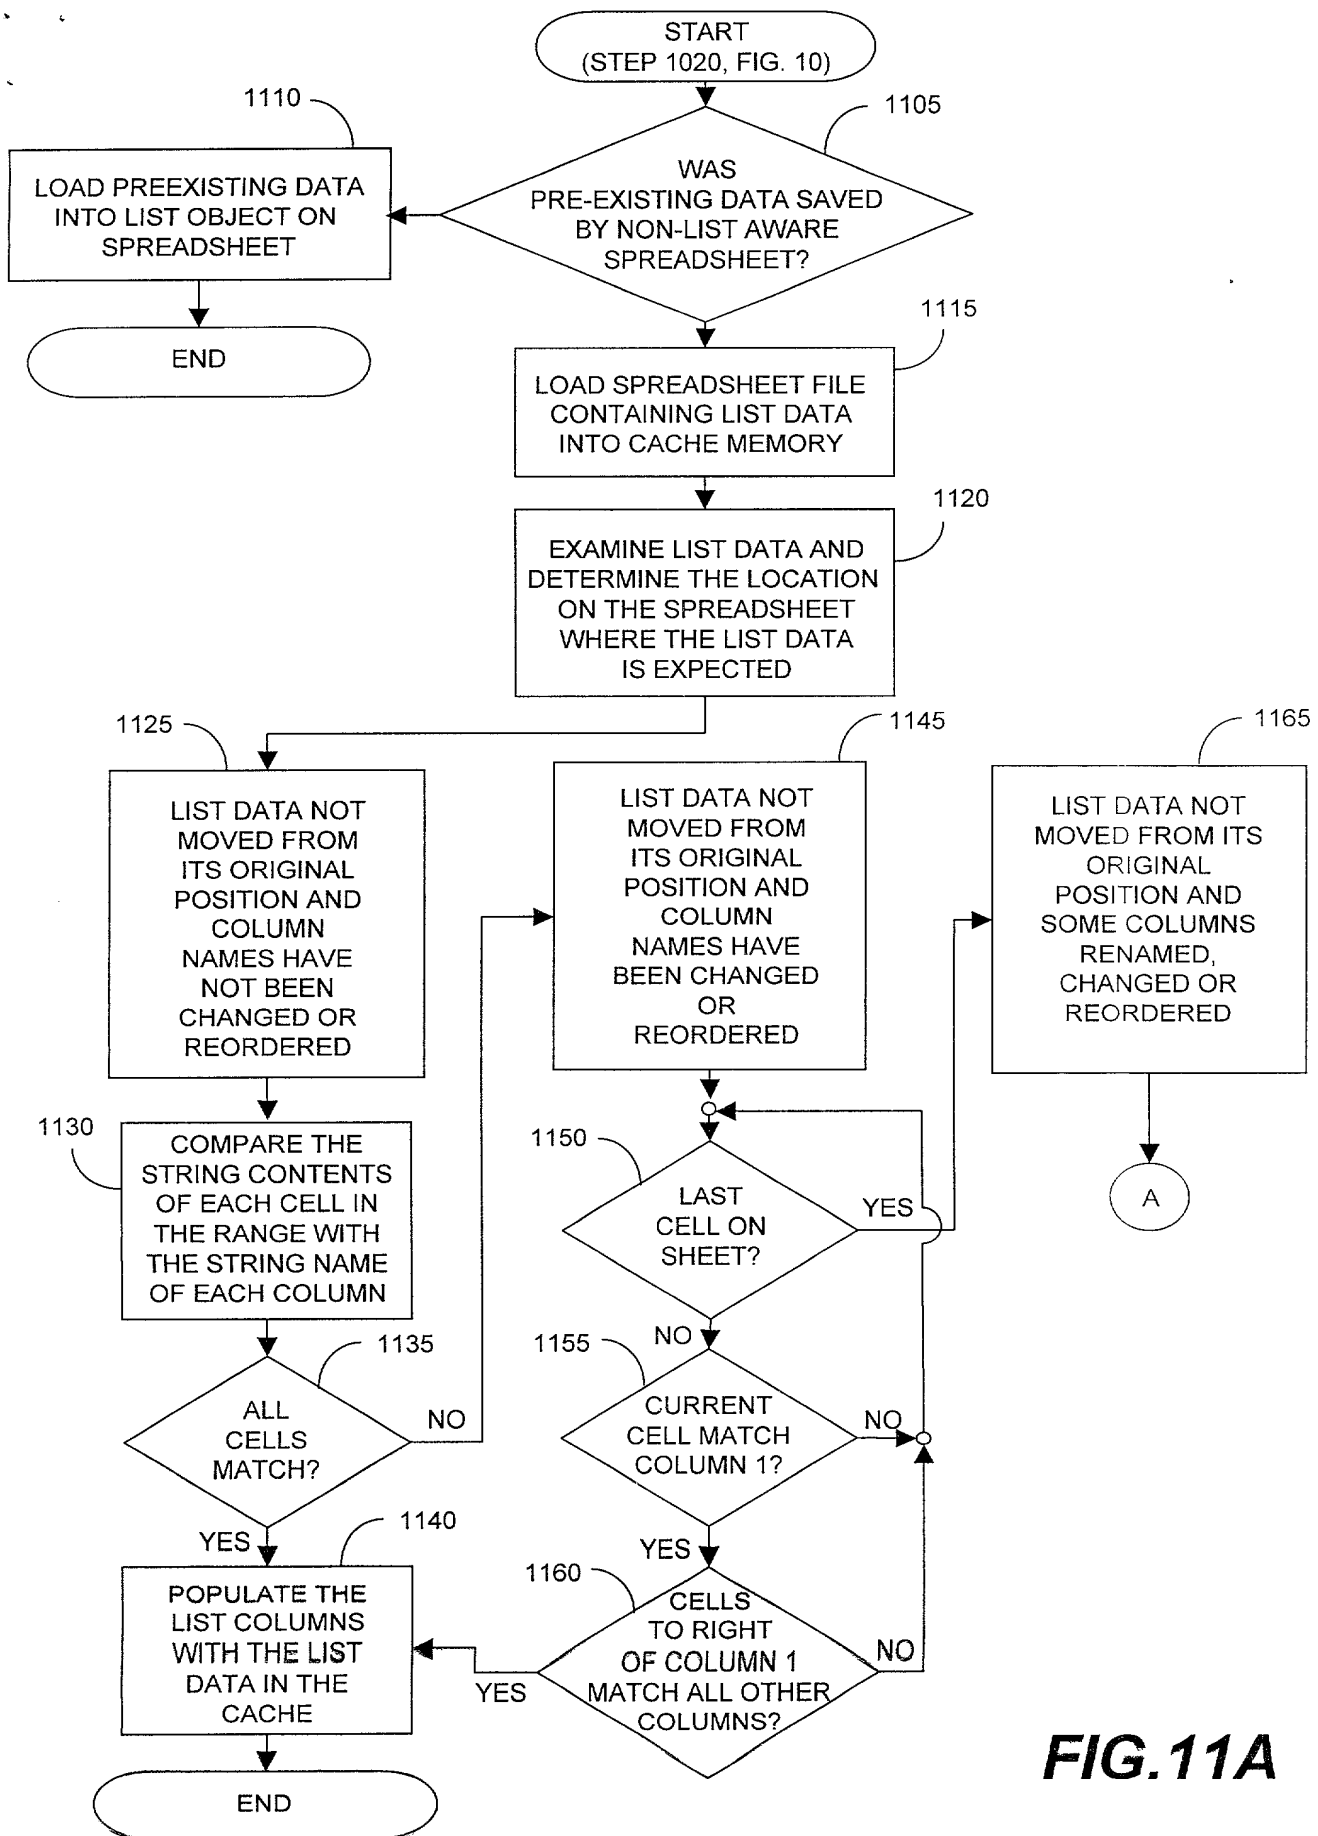 START
(STEP 1020, FIG. 10)
1110
1105
WAS
PRE-EXISTING DATA SAVED
BY NON-LIST AWARE
SPREADSHEET?
LOAD PREEXISTING DATA
INTO LIST OBJECT ON
SPREADSHEET
END
1115
LOAD SPREADSHEET FILE
CONTAINING LIST DATA
INTO CACHE MEMORY
1120
EXAMINE LIST DATA AND
DETERMINE THE LOCATION
ON THE SPREADSHEET
WHERE THE LIST DATA
IS EXPECTED
1125
LIST DATA NOT
MOVED FROM
ITS ORIGINAL
POSITION AND
COLUMN
NAMES HAVE
NOT BEEN
CHANGED OR
REORDERED
1145
LIST DATA NOT
MOVED FROM
ITS ORIGINAL
POSITION AND
COLUMN
NAMES HAVE
BEEN CHANGED
OR
REORDERED
1165
LIST DATA NOT
MOVED FROM ITS
ORIGINAL
POSITION AND
SOME COLUMNS
RENAMED,
CHANGED OR
REORDERED
A
1130
COMPARE THE
STRING CONTENTS
OF EACH CELL IN
THE RANGE WITH
THE STRING NAME
OF EACH COLUMN
1150
LAST
CELL ON
SHEET?
YES
NO
1135
ALL
CELLS
MATCH?
NO
YES
1155
CURRENT
CELL MATCH
COLUMN 1?
NO
YES
1140
POPULATE THE
LIST COLUMNS
WITH THE LIST
DATA IN THE
CACHE
1160
CELLS
TO RIGHT
OF COLUMN 1
MATCH ALL OTHER
COLUMNS?
NO
YES
END
FIG.11A